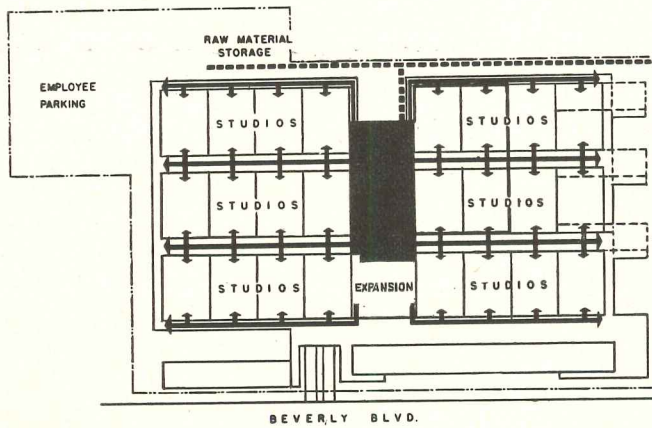 RAW MATERIAL
STORAGE
EMPLOYEE
PARKING
STUDIOS
STUDIOS
STUDIOS
STUDIOS
STUDIOS
EXPANSION
STUDIOS
BEVERLY BLVD.